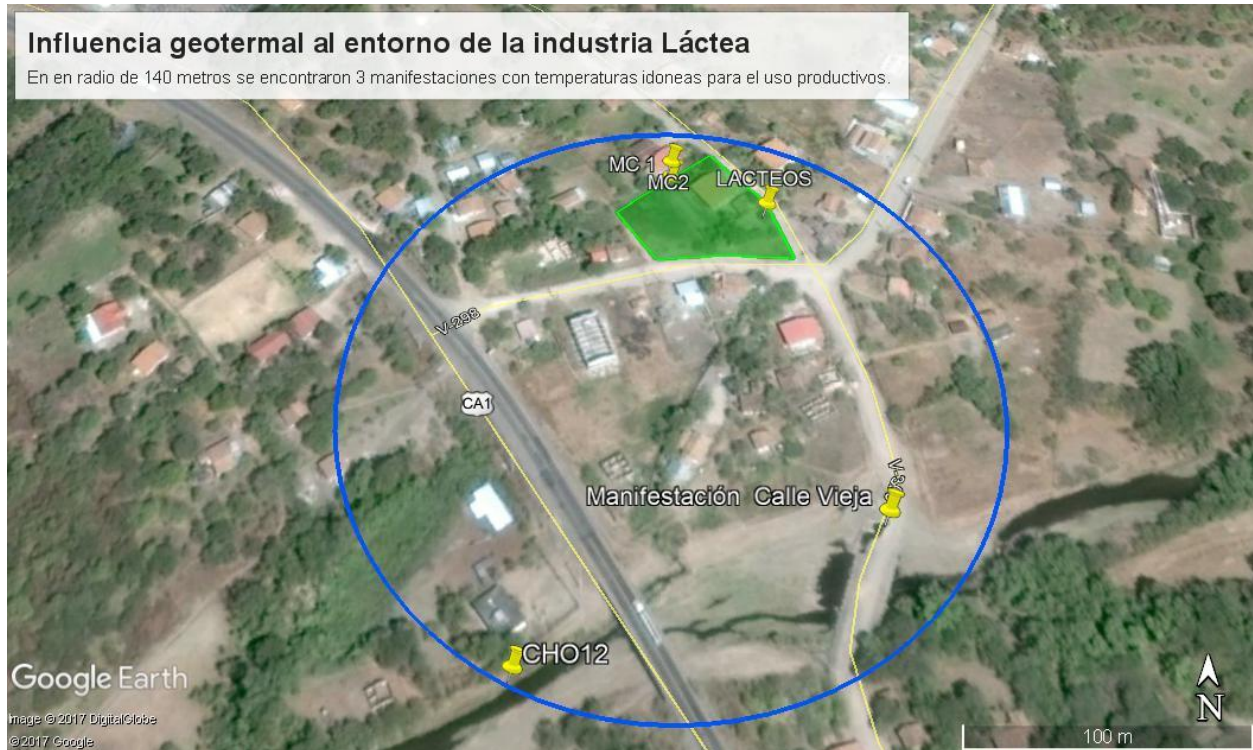 Influencia geotermal al entorno de la industria Láctea
En en radio de 140 metros se encontraron 3 manifestaciones con temperaturas idoneas para el uso productivos.
MC 1
MC2
LACTEOS
V-298
CA1
Manifestación Calle Vieja
CHO12
Google Earth
Image © 2017 DigitalGlobe
© 2017 Google
N
100 m